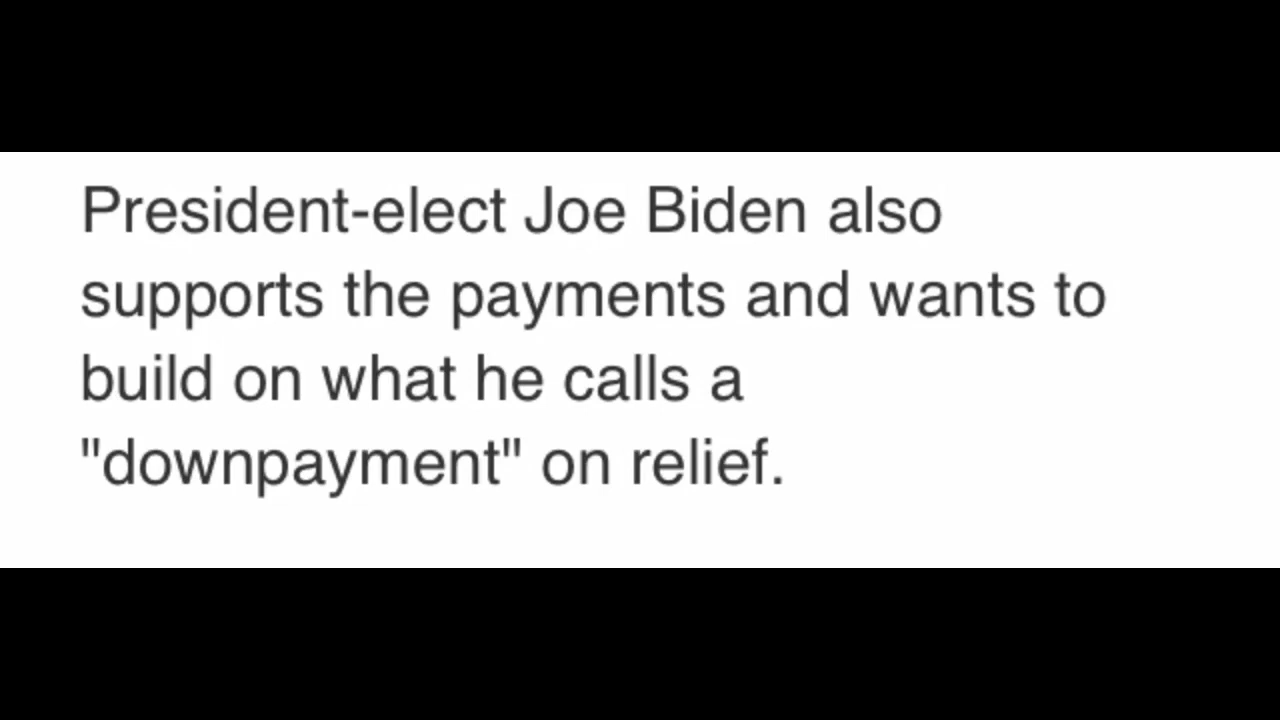 President-elect Joe Biden also
supports the payments and wants to
build on what he calls a
"downpayment" on relief.